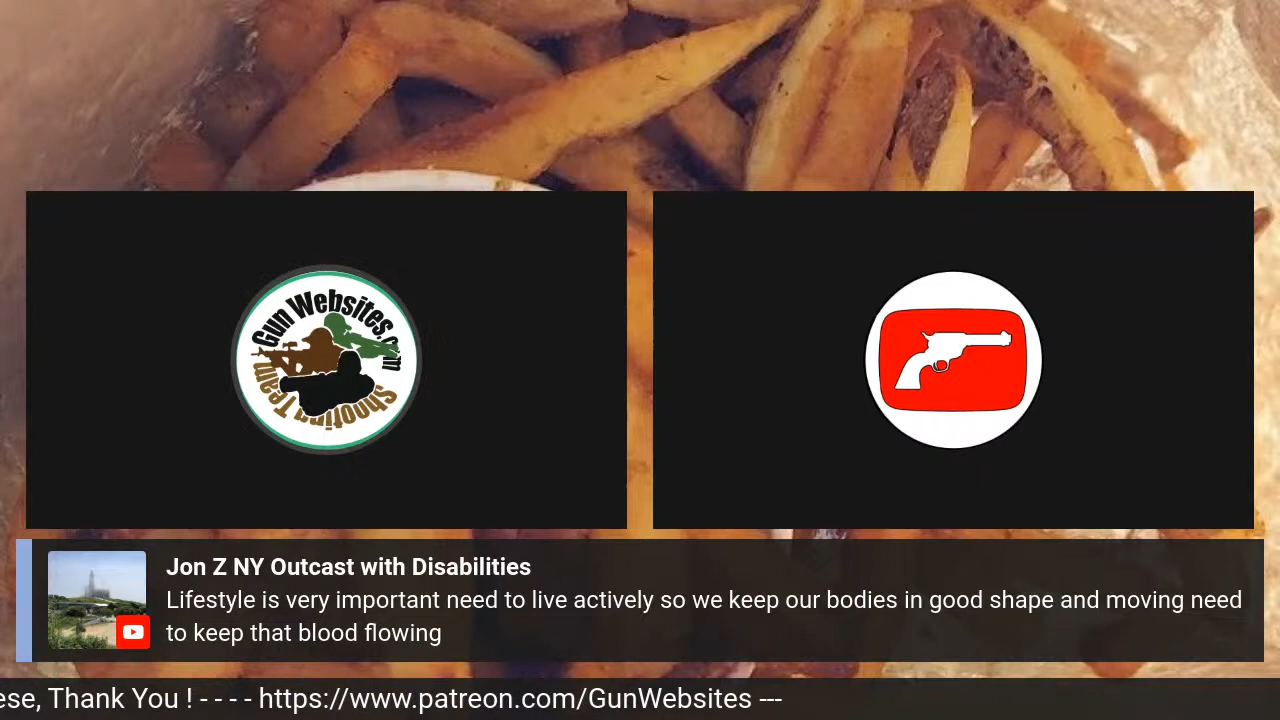 Gun Websites.com
Shooting Team
Jon Z NY Outcast with Disabilities
Lifestyle is very important need to live actively so we keep our bodies in good shape and moving need
to keep that blood flowing
ese, Thank You ! - - - - https://www.patreon.com/GunWebsites ---